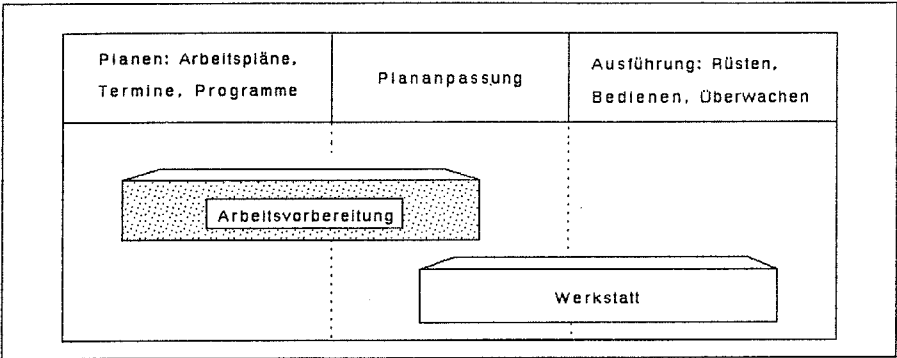 Planen: Arbeitspläne,
Termine, Programme
Plananpassung
Ausführung: Rüsten,
Bedienen, Überwachen
Arbeitsvorbereitung
Werkstatt